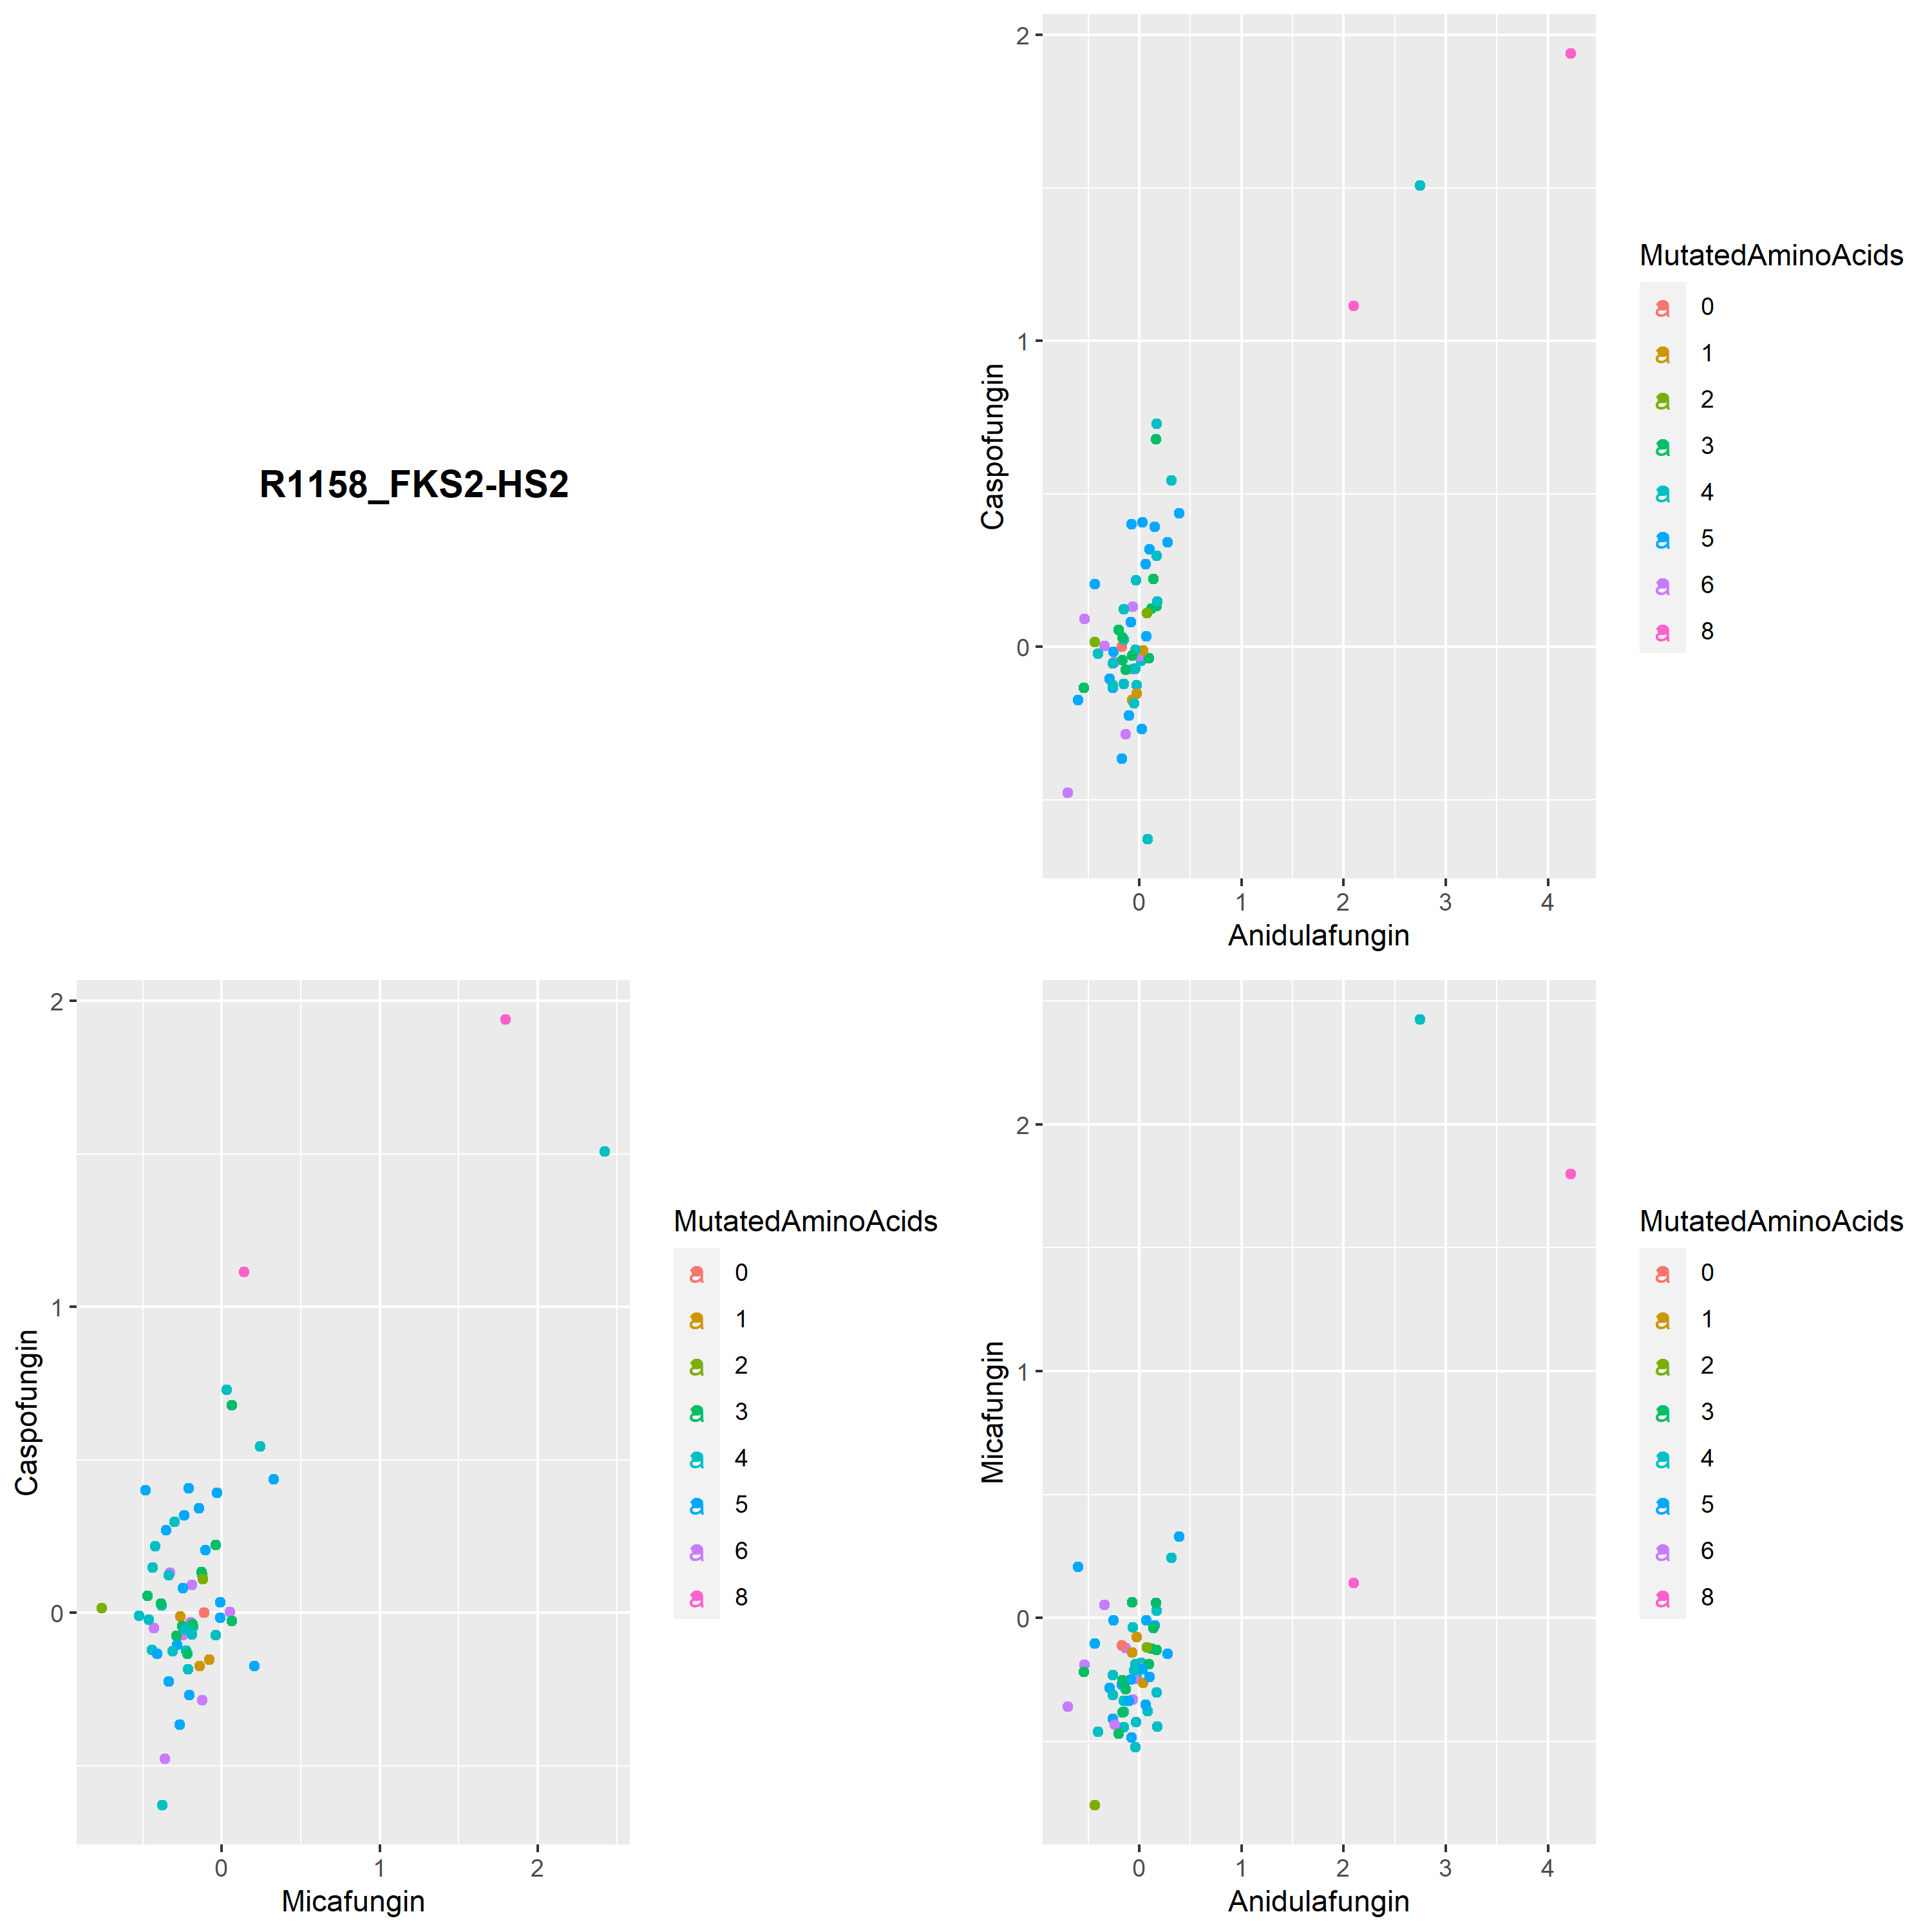 R1158_FKS2-HS2
2
1
0
Caspofungin
0 1 2 3 4
Anidulafungin
MutatedAminoAcids
a 0
a 1
a 2
a 3
a 4
a 5
a 6
a 8
2
1
0
Caspofungin
0 1 2
Micafungin
MutatedAminoAcids
a 0
a 1
a 2
a 3
a 4
a 5
a 6
a 8
2
1
0
Micafungin
0 1 2 3 4
Anidulafungin
MutatedAminoAcids
a 0
a 1
a 2
a 3
a 4
a 5
a 6
a 8